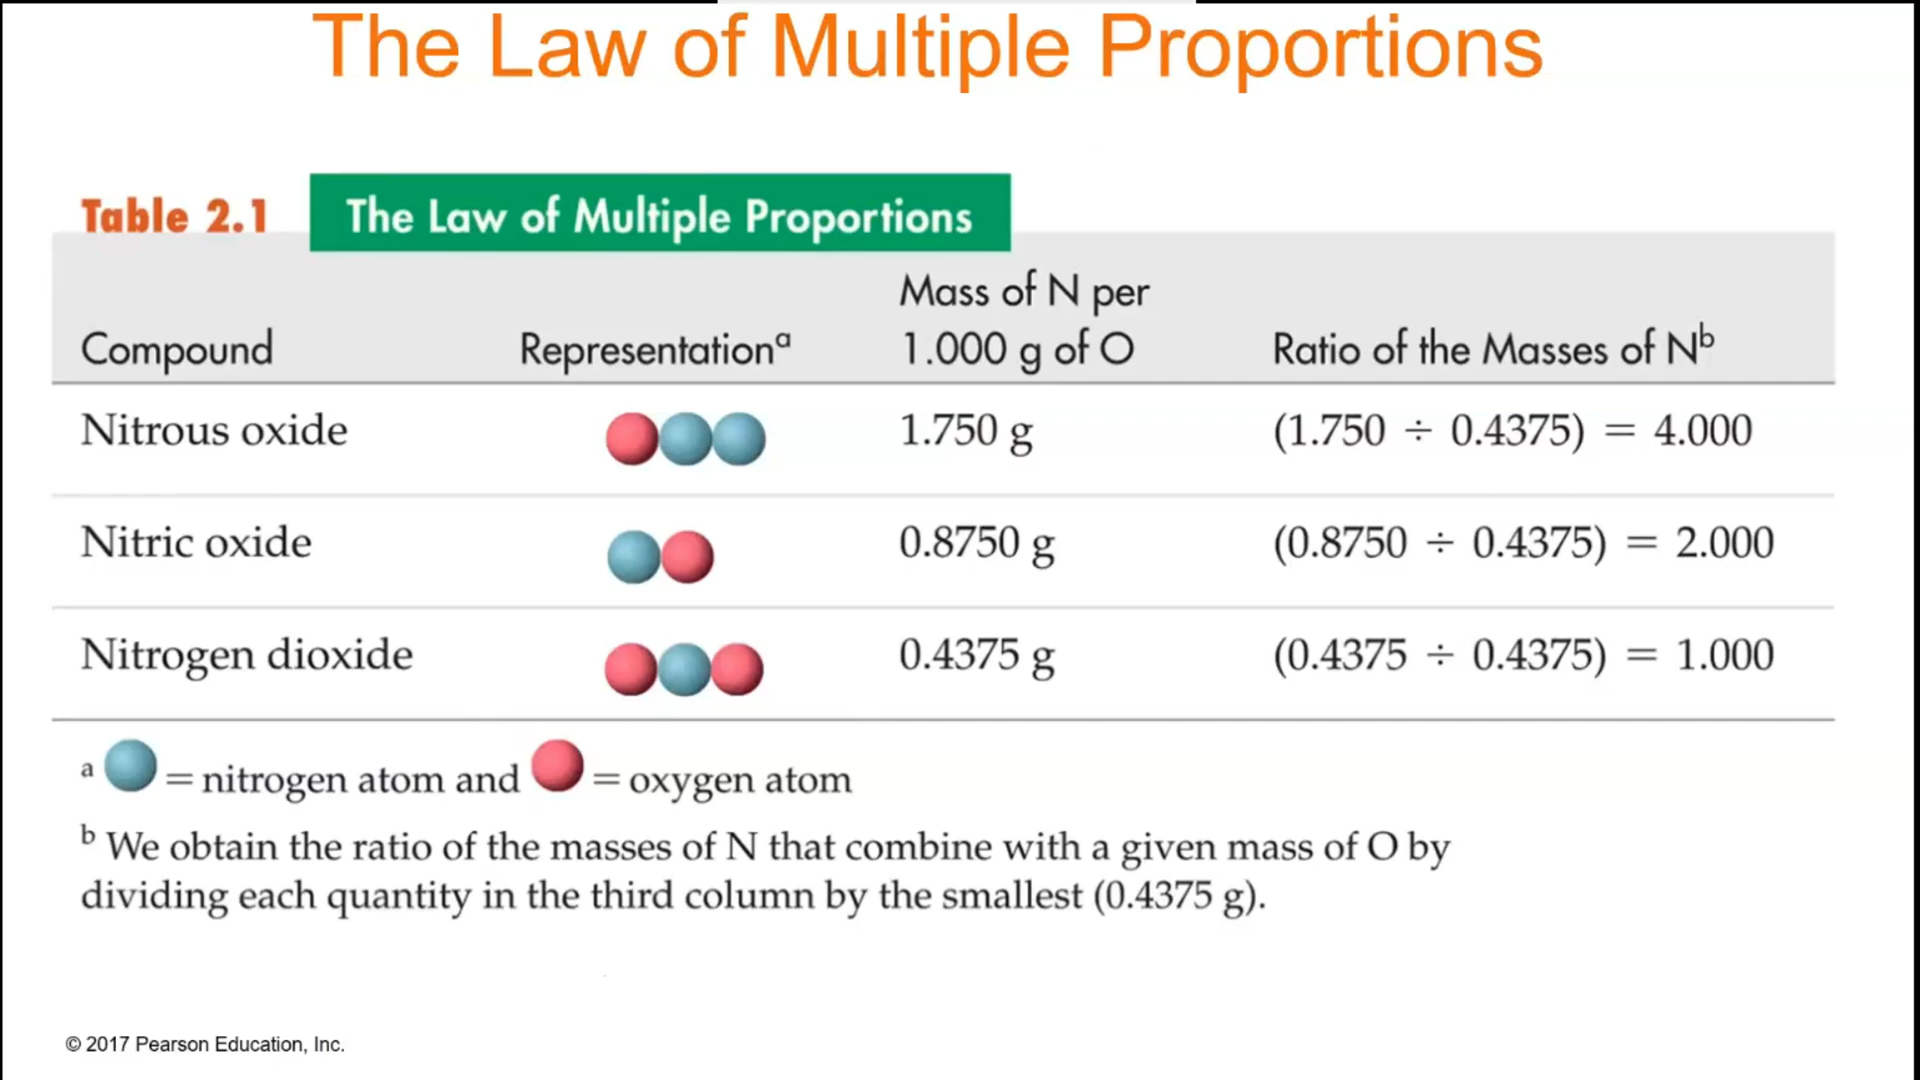 The Law of Multiple Proportions
Table 2.1 The Law of Multiple Proportions
Compound Representationᵃ Mass of N per 1.000 g of O Ratio of the Masses of Nᵇ
Nitrous oxide 1.750 g (1.750 ÷ 0.4375) = 4.000
Nitric oxide 0.8750 g (0.8750 ÷ 0.4375) = 2.000
Nitrogen dioxide 0.4375 g (0.4375 ÷ 0.4375) = 1.000
ᵃ = nitrogen atom and = oxygen atom
ᵇ We obtain the ratio of the masses of N that combine with a given mass of O by
dividing each quantity in the third column by the smallest (0.4375 g).
© 2017 Pearson Education, Inc.